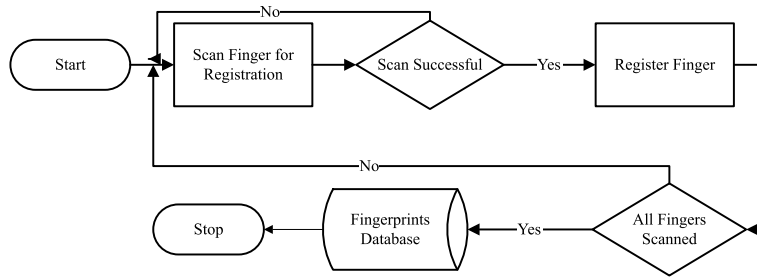 No
Start
Scan Finger for
Registration
Scan Successful
Yes
Register Finger
No
Stop
Fingerprints
Database
Yes
All Fingers
Scanned